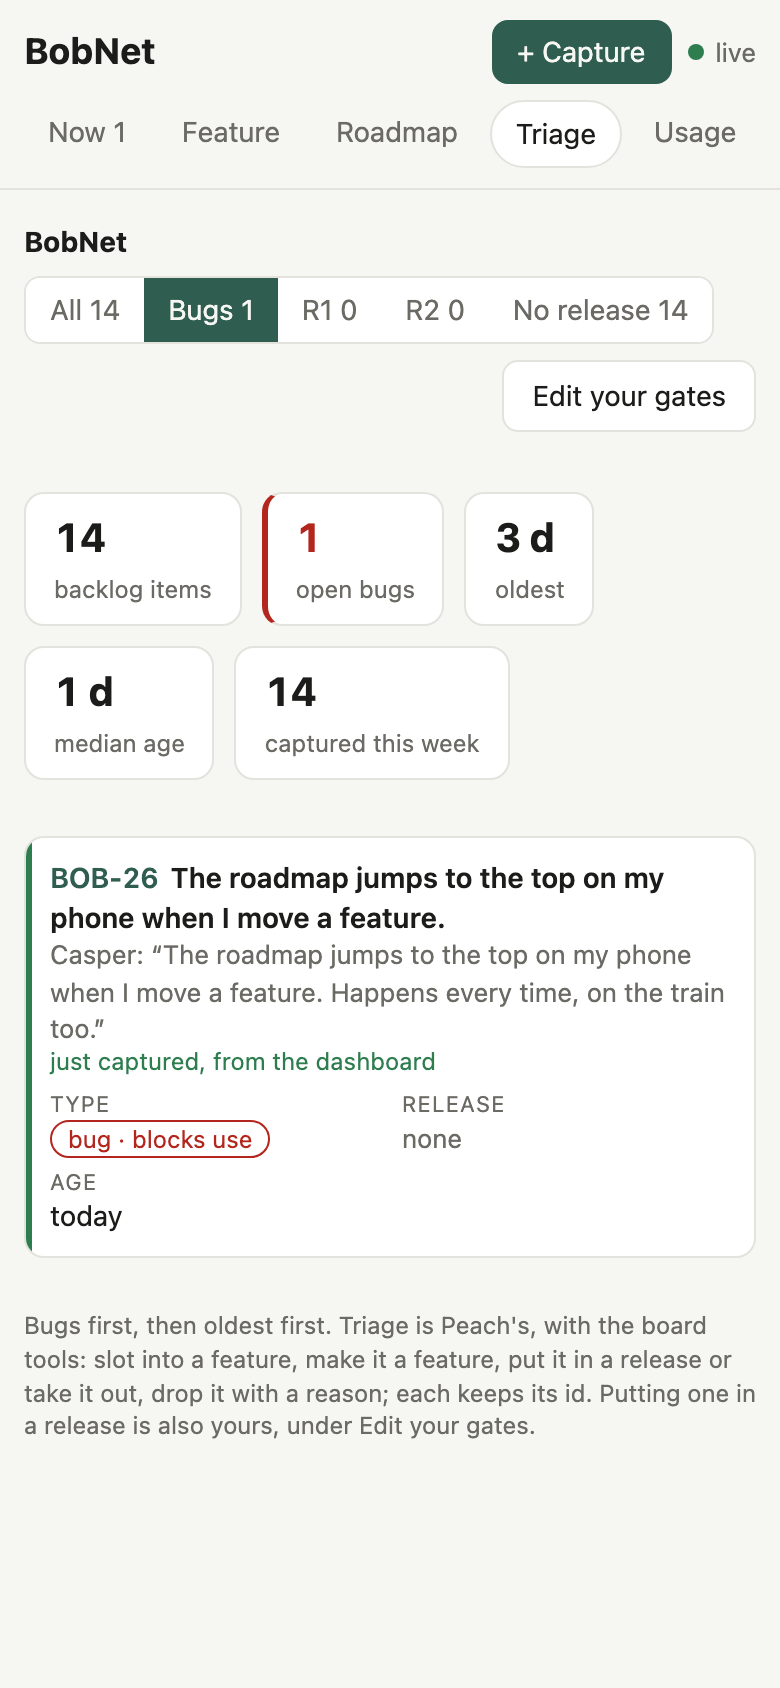 BobNet
+ Capture
live
Now 1
Feature
Roadmap
Triage
Usage
BobNet
All 14
Bugs 1
R1 0
R2 0
No release 14
Edit your gates
14
backlog items
1
open bugs
3 d
oldest
1 d
median age
14
captured this week
BOB-26 The roadmap jumps to the top on my
phone when I move a feature.
Casper: “The roadmap jumps to the top on my phone
when I move a feature. Happens every time, on the train
too.”
just captured, from the dashboard
TYPE
bug · blocks use
RELEASE
none
AGE
today
Bugs first, then oldest first. Triage is Peach's, with the board
tools: slot into a feature, make it a feature, put it in a release or
take it out, drop it with a reason; each keeps its id. Putting one in
a release is also yours, under Edit your gates.